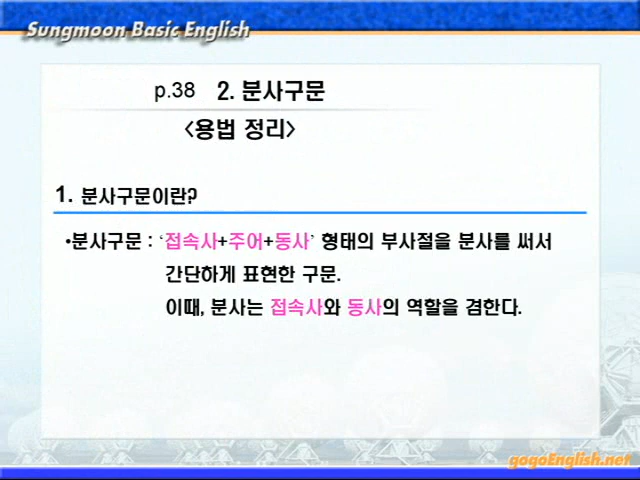 Sungmoon Basic English
p.38 2. 분사구문
<용법 정리>
1. 분사구문이란?
•분사구문 : ‘접속사+주어+동사’ 형태의 부사절을 분사를 써서
간단하게 표현한 구문.
이때, 분사는 접속사와 동사의 역할을 겸한다.
gogoEnglish.net